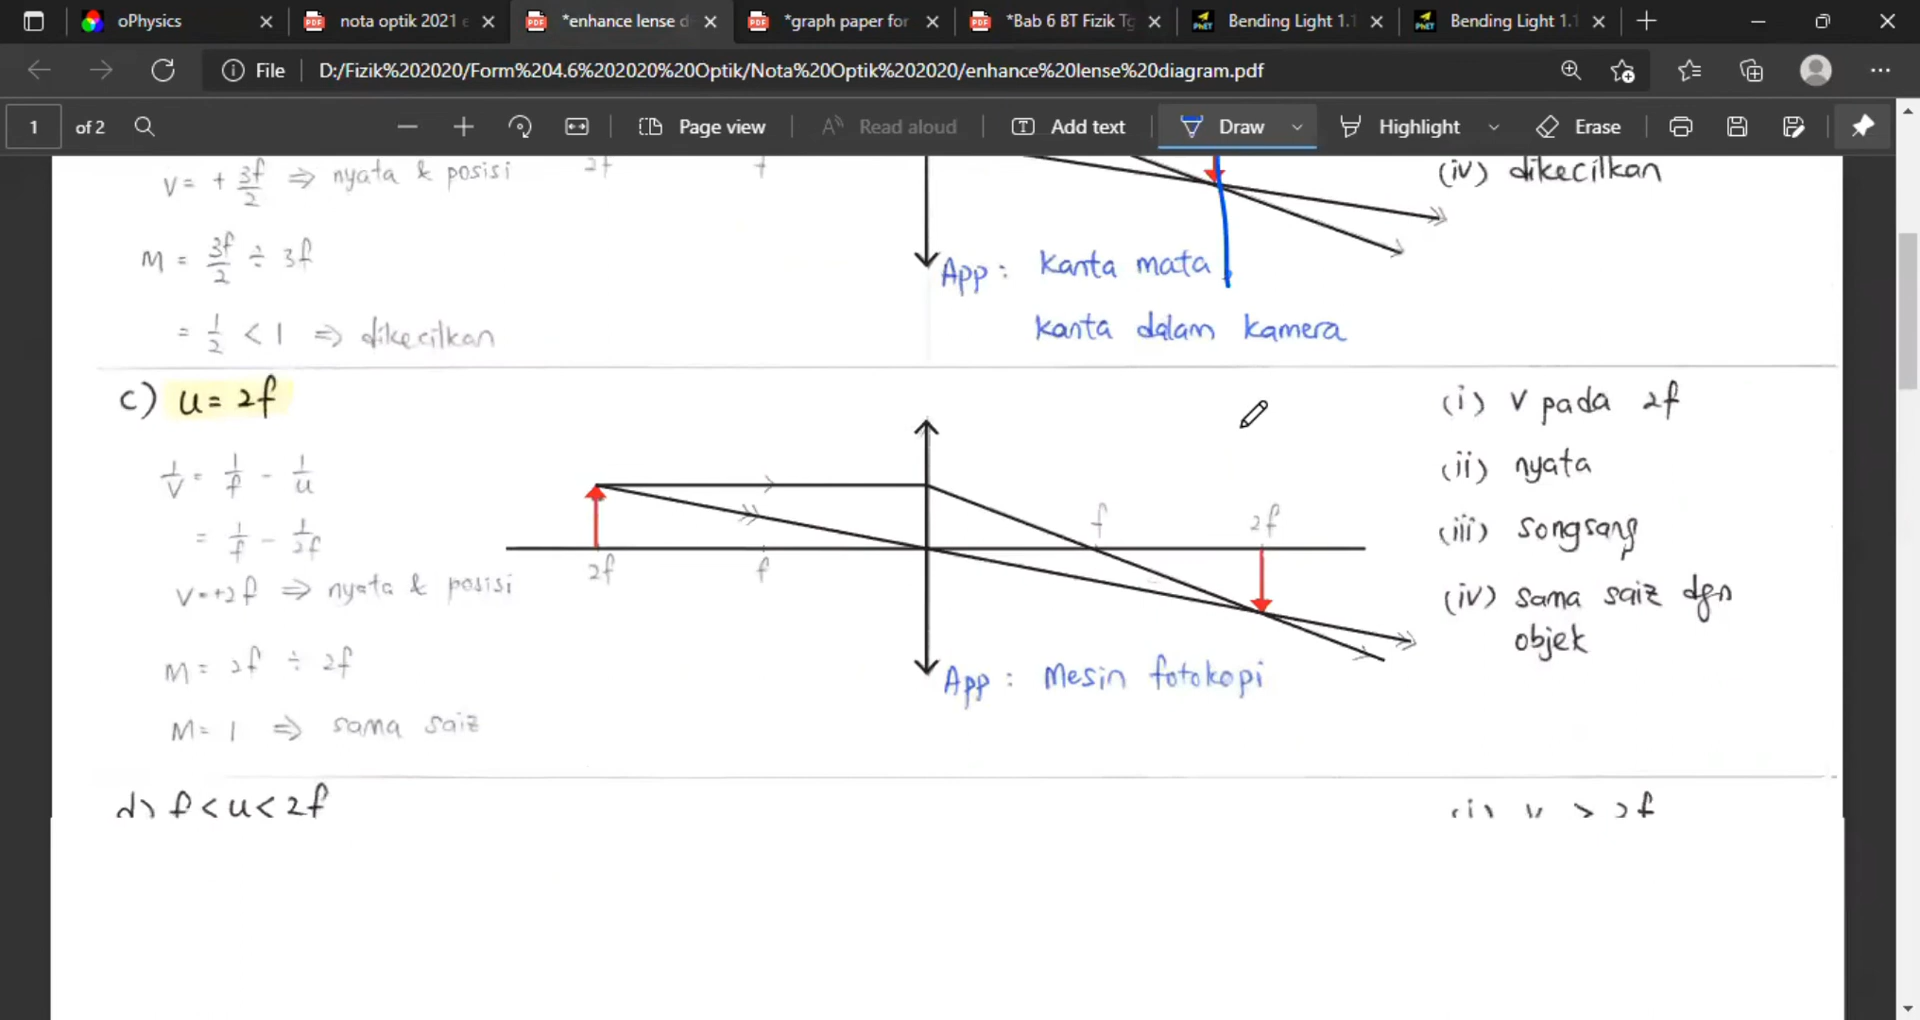 oPhysics
nota optik 2021
*enhance lense d
*graph paper for
*Bab 6 BT Fizik Tg
Bending Light 1.1
Bending Light 1.1
File
D:/Fizik%202020/Form%204.6%202020%20Optik/Nota%20Optik%202020/enhance%20lense%20diagram.pdf
1 of 2
Page view
Read aloud
Add text
Draw
Highlight
Erase
V = + 3f/2 ⇒ nyata & posisi
2f
f
(iv) dikecilkan
M = 3f/2 ÷ 3f
App: Kanta mata
= 1/2 < 1 ⇒ dikecilkan
kanta dalam kamera
c) u = 2f
(i) V pada 2f
1/V = 1/f - 1/u
(ii) nyata
= 1/f - 1/2f
f
2f
(iii) songsang
2f
f
V = +2f ⇒ nyata & posisi
(iv) sama saiz dgn
objek
M = 2f ÷ 2f
App: Mesin fotokopi
M = 1 ⇒ sama saiz
d) f < u < 2f
(i) v > 2f